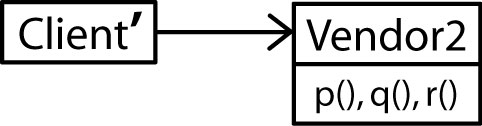 Client′
Vendor2
p(), q(), r()